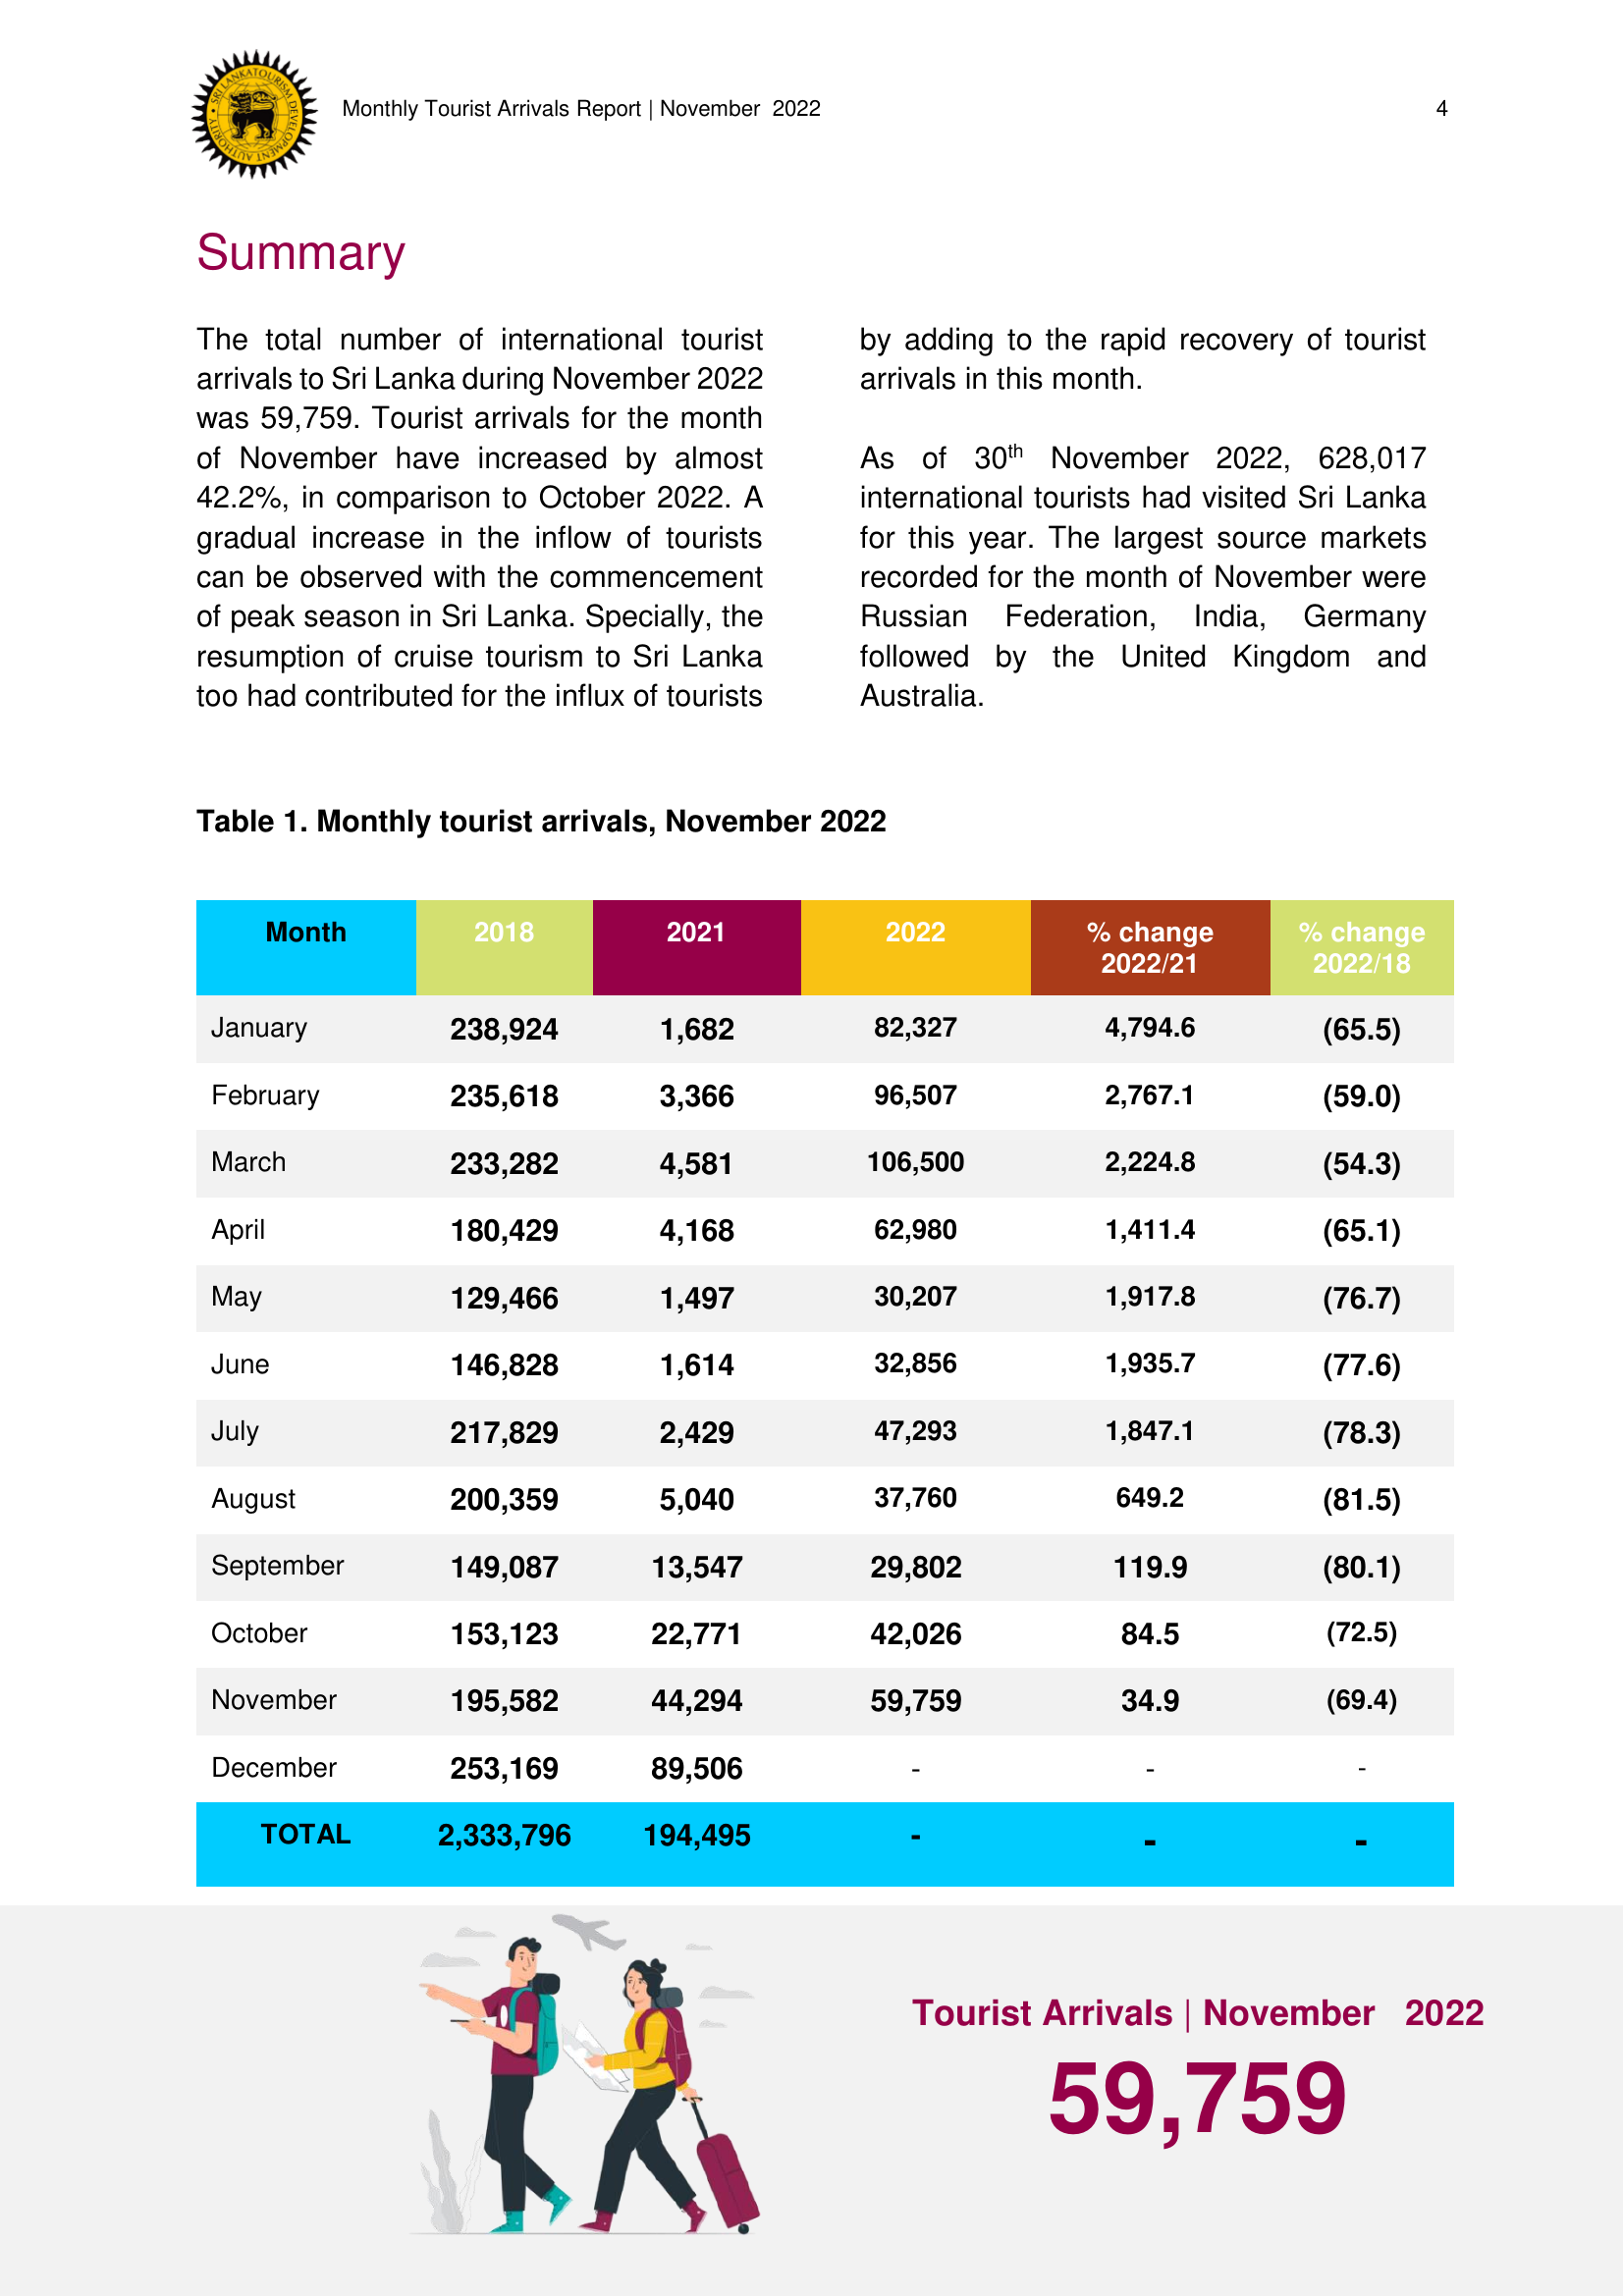 SRI LANKA TOURISM DEVELOPMENT AUTHORITY
Monthly Tourist Arrivals Report | November 2022
4
Summary
The total number of international tourist
arrivals to Sri Lanka during November 2022
was 59,759. Tourist arrivals for the month
of November have increased by almost
42.2%, in comparison to October 2022. A
gradual increase in the inflow of tourists
can be observed with the commencement
of peak season in Sri Lanka. Specially, the
resumption of cruise tourism to Sri Lanka
too had contributed for the influx of tourists
by adding to the rapid recovery of tourist
arrivals in this month.
As of 30th November 2022, 628,017
international tourists had visited Sri Lanka
for this year. The largest source markets
recorded for the month of November were
Russian Federation, India, Germany
followed by the United Kingdom and
Australia.
Table 1. Monthly tourist arrivals, November 2022
Month 2018 2021 2022 % change 2022/21 % change 2022/18
January 238,924 1,682 82,327 4,794.6 (65.5)
February 235,618 3,366 96,507 2,767.1 (59.0)
March 233,282 4,581 106,500 2,224.8 (54.3)
April 180,429 4,168 62,980 1,411.4 (65.1)
May 129,466 1,497 30,207 1,917.8 (76.7)
June 146,828 1,614 32,856 1,935.7 (77.6)
July 217,829 2,429 47,293 1,847.1 (78.3)
August 200,359 5,040 37,760 649.2 (81.5)
September 149,087 13,547 29,802 119.9 (80.1)
October 153,123 22,771 42,026 84.5 (72.5)
November 195,582 44,294 59,759 34.9 (69.4)
December 253,169 89,506 - - -
TOTAL 2,333,796 194,495 - - -
Tourist Arrivals | November 2022
59,759